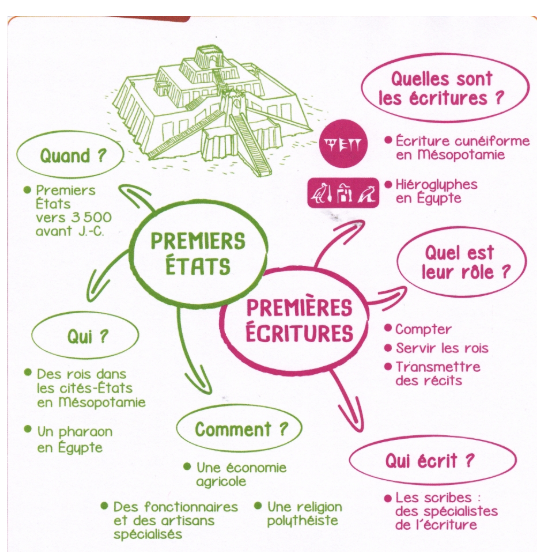 Quelles sont
les écritures ?
Écriture cunéiforme
en Mésopotamie
Hiéroglyphes
en Égypte
Quand ?
Premiers
États
vers 3 500
avant J.-C.
PREMIERS
ÉTATS
Quel est
leur rôle ?
PREMIÈRES
ÉCRITURES
Compter
Servir les rois
Transmettre
des récits
Qui ?
Des rois dans
les cités-États
en Mésopotamie
Un pharaon
en Égypte
Comment ?
Une économie
agricole
Des fonctionnaires
et des artisans
spécialisés
Une religion
polythéiste
Qui écrit ?
Les scribes :
des spécialistes
de l'écriture